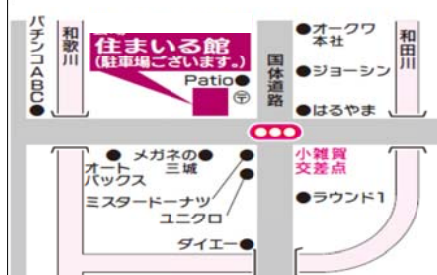 パチンコABC
和歌川
住まいる館
(駐車場ございます。)
Patio
〒
国体道路
オークワ
本社
ジョーシン
はるやま
和田川
オート
バックス
メガネの
三城
ミスタードーナツ
ユニクロ
ダイエー
小雑賀
交差点
ラウンド1